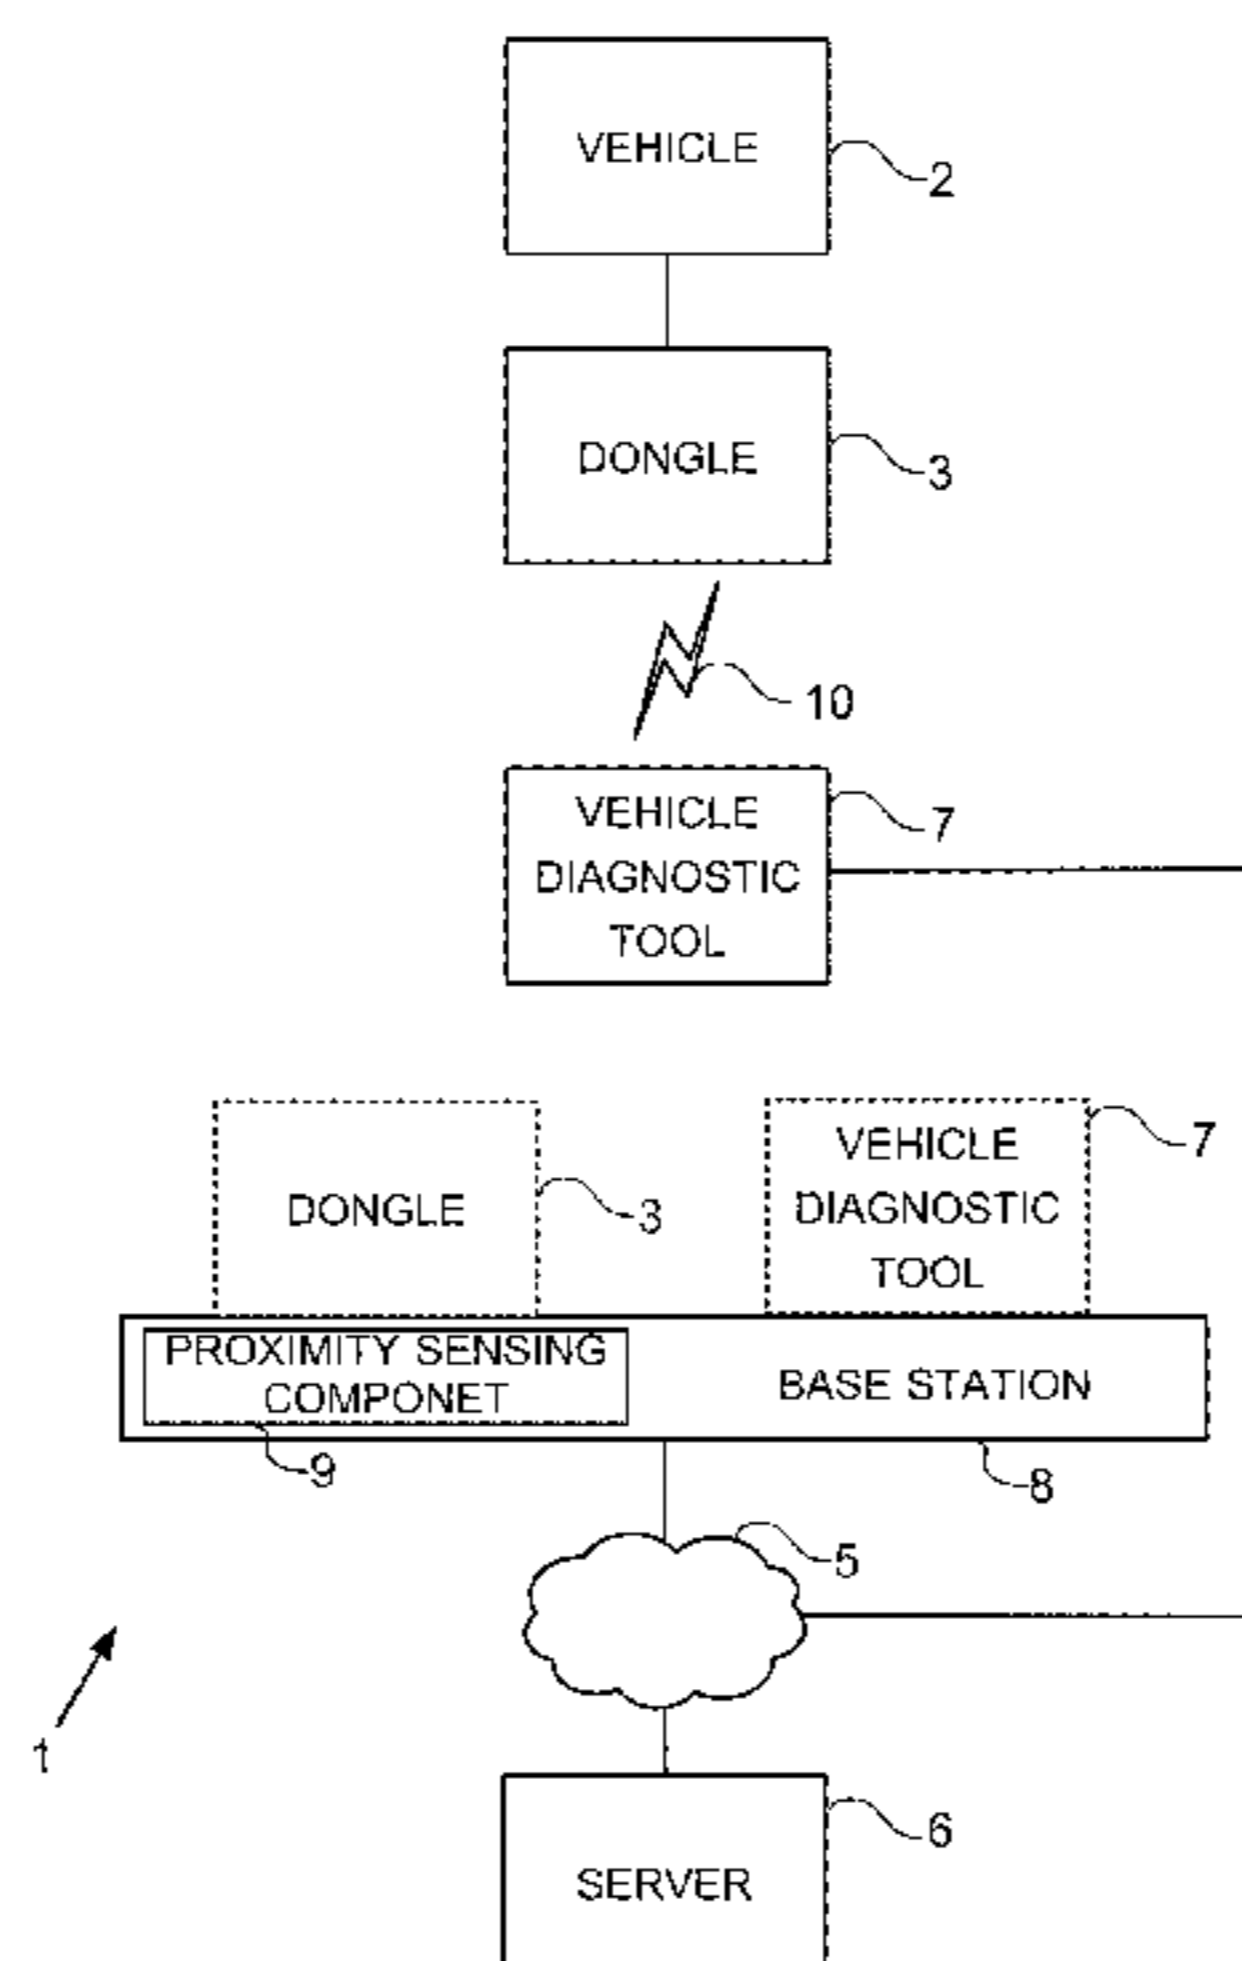 VEHICLE
2
DONGLE
3
10
VEHICLE
DIAGNOSTIC
TOOL
7
DONGLE
3
VEHICLE
DIAGNOSTIC
TOOL
7
PROXIMITY SENSING
COMPONET
9
BASE STATION
8
5
1
SERVER
6